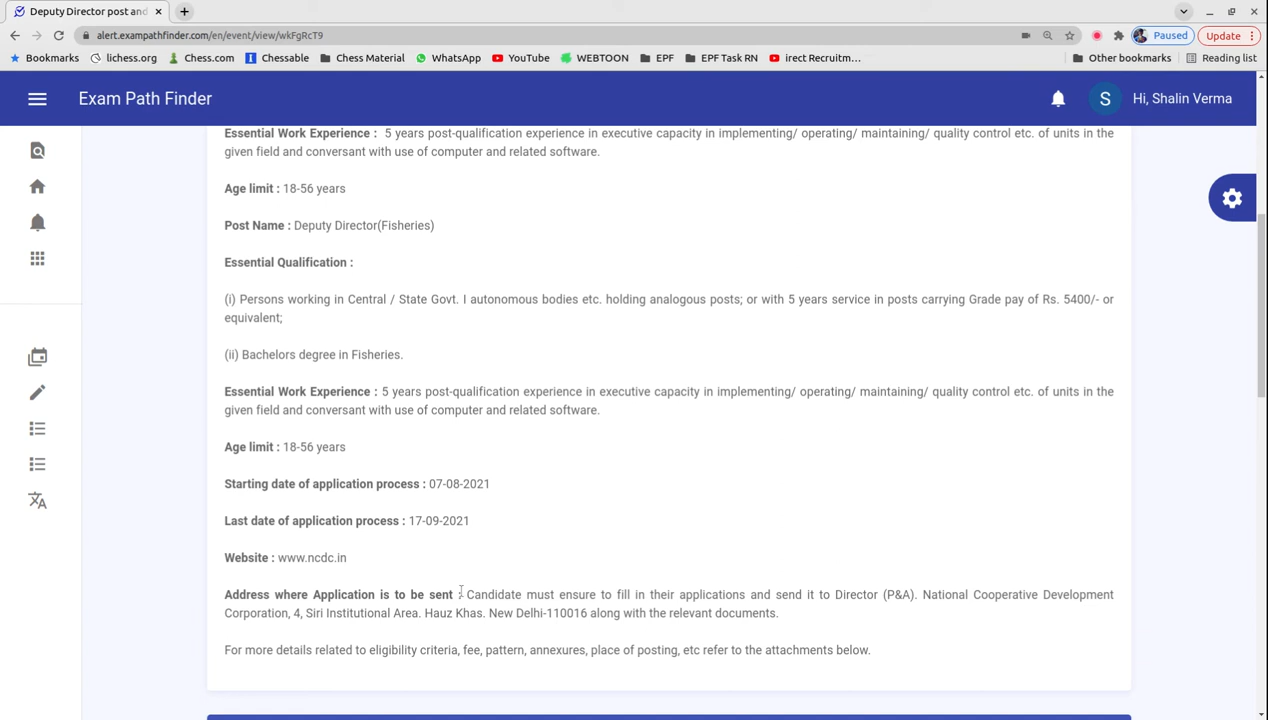 Deputy Director post and
alert.exampathfinder.com/en/event/view/wkFgRcT9
Paused
Update
Bookmarks
lichess.org
Chess.com
Chessable
Chess Material
WhatsApp
YouTube
WEBTOON
EPF
EPF Task RN
irect Recruitm…
Other bookmarks
Reading list
Exam Path Finder
S
Hi, Shalin Verma
Essential Work Experience : 5 years post-qualification experience in executive capacity in implementing/ operating/ maintaining/ quality control etc. of units in the
given field and conversant with use of computer and related software.
Age limit : 18-56 years
Post Name : Deputy Director(Fisheries)
Essential Qualification :
(i) Persons working in Central / State Govt. I autonomous bodies etc. holding analogous posts; or with 5 years service in posts carrying Grade pay of Rs. 5400/- or
equivalent;
(ii) Bachelors degree in Fisheries.
Essential Work Experience : 5 years post-qualification experience in executive capacity in implementing/ operating/ maintaining/ quality control etc. of units in the
given field and conversant with use of computer and related software.
Age limit : 18-56 years
Starting date of application process : 07-08-2021
Last date of application process : 17-09-2021
Website : www.ncdc.in
Address where Application is to be sent : Candidate must ensure to fill in their applications and send it to Director (P&A). National Cooperative Development
Corporation, 4, Siri Institutional Area. Hauz Khas. New Delhi-110016 along with the relevant documents.
For more details related to eligibility criteria, fee, pattern, annexures, place of posting, etc refer to the attachments below.